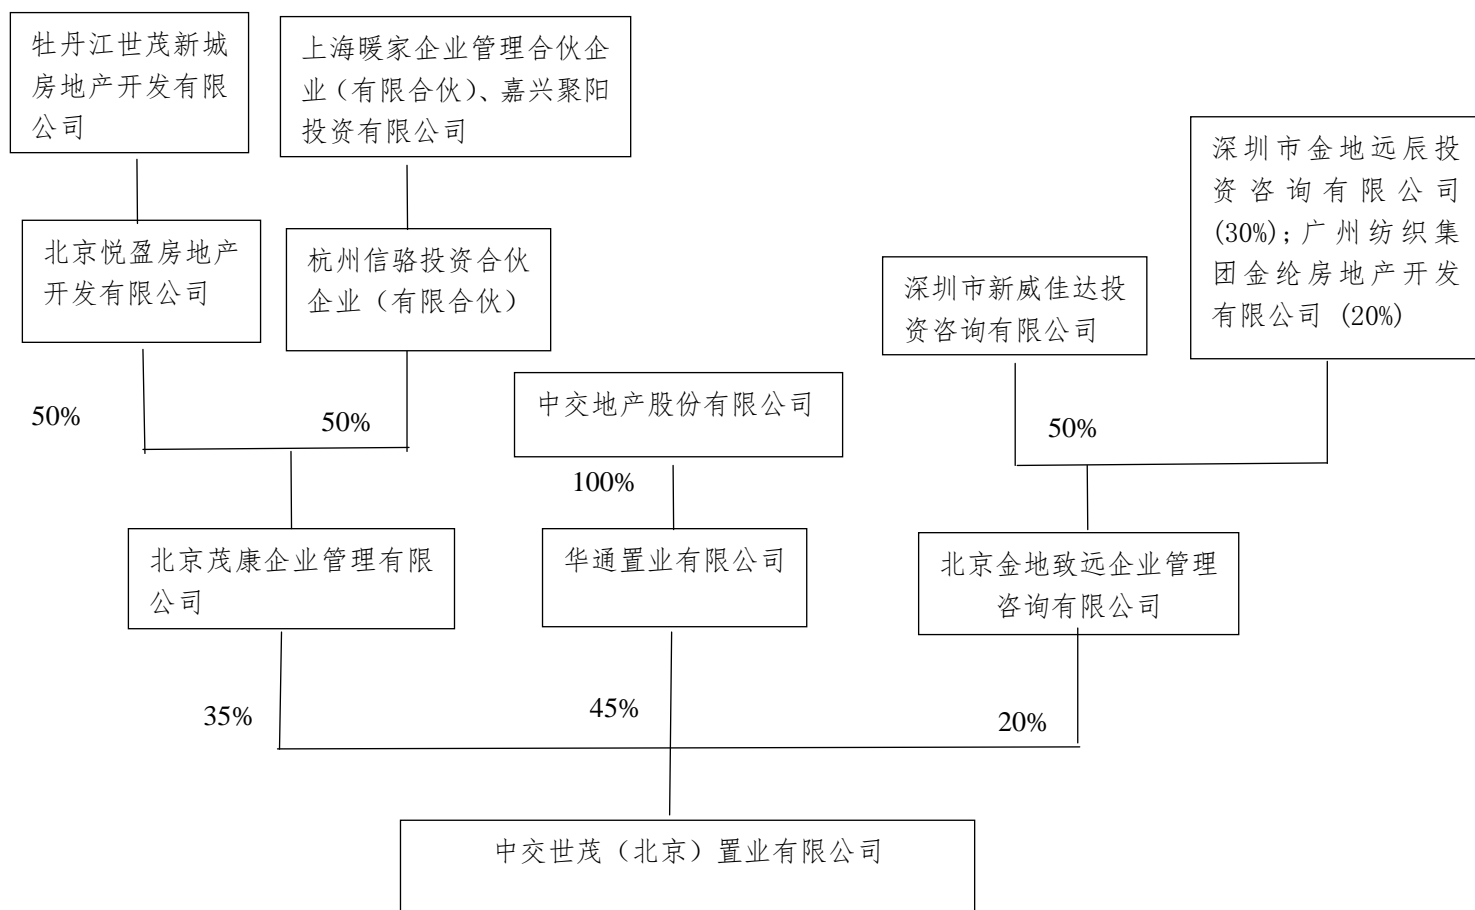 牡丹江世茂新城
房地产开发有限
公司
上海暖家企业管理合伙企
业（有限合伙）、嘉兴聚阳
投资有限公司
深圳市金地远辰投
资咨询有限公司
(30%)；广州纺织集
团金纶房地产开发
有限公司 (20%)
北京悦盈房地产
开发有限公司
杭州信骆投资合伙
企业（有限合伙）
深圳市新威佳达投
资咨询有限公司
50%
50%
中交地产股份有限公司
50%
100%
北京茂康企业管理有限
公司
华通置业有限公司
北京金地致远企业管理
咨询有限公司
35%
45%
20%
中交世茂（北京）置业有限公司